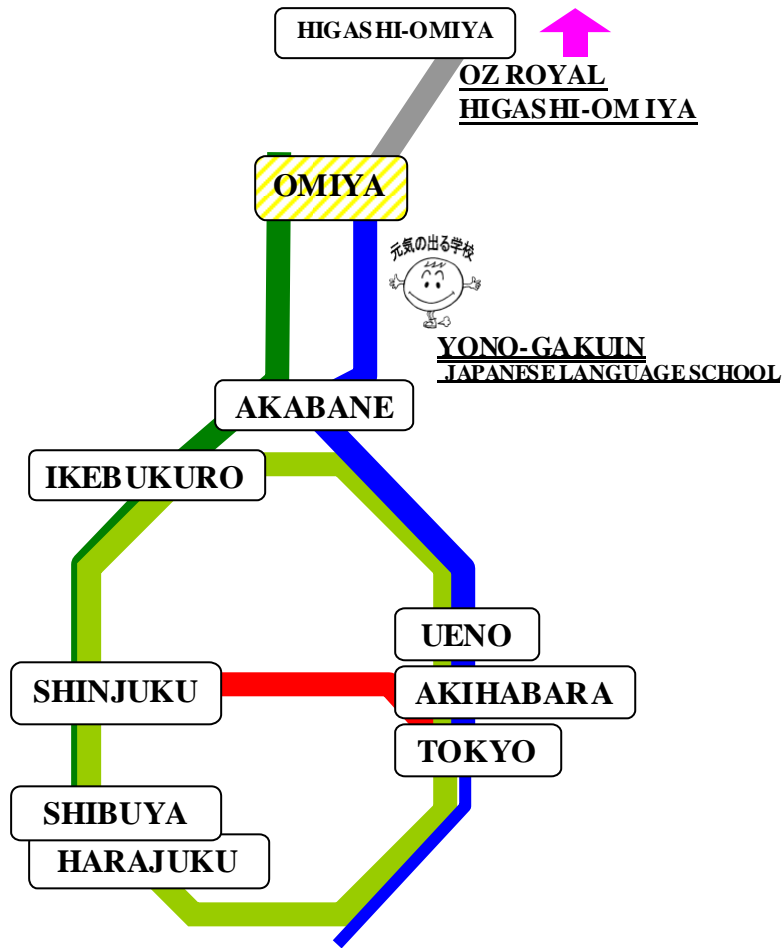 HIGASHI-OMIYA
OZ ROYAL
HIGASHI-OMIYA
OMIYA
元気の出る学校
YONO-GAKUIN
JAPANESE LANGUAGE SCHOOL
AKABANE
IKEBUKURO
UENO
SHINJUKU
AKIHABARA
TOKYO
SHIBUYA
HARAJUKU